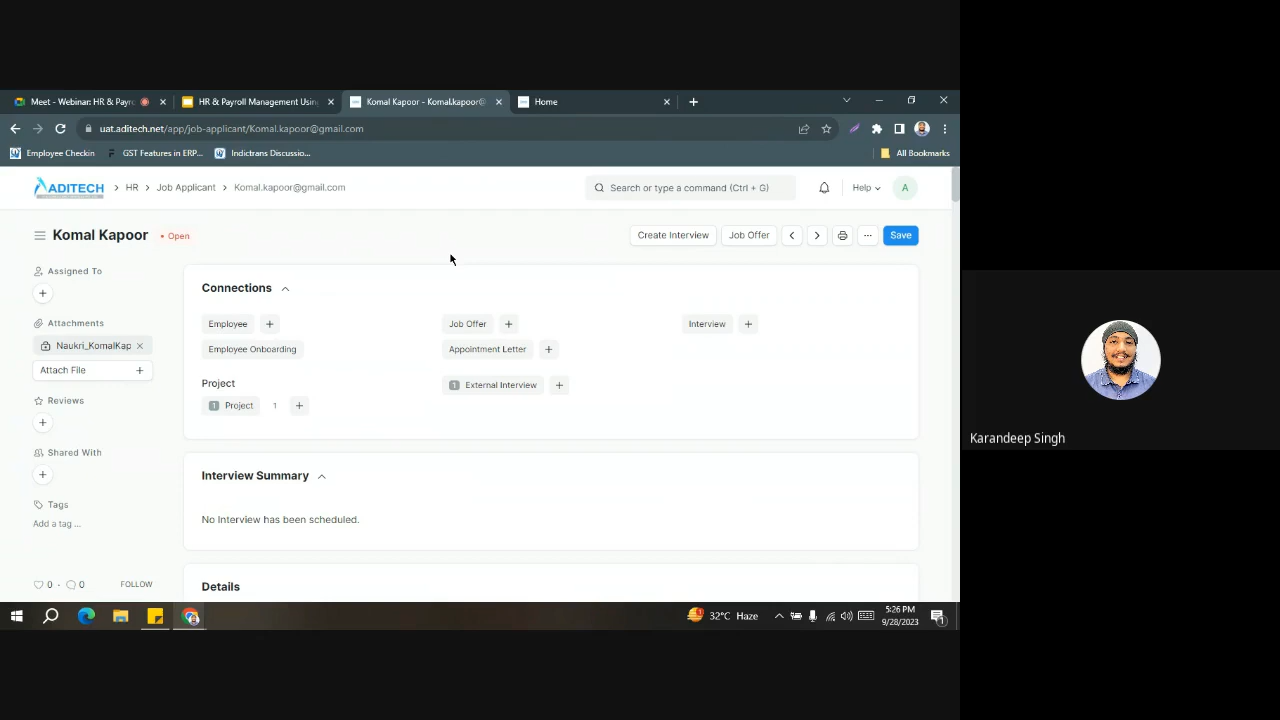 Meet - Webinar: HR & Payro
HR & Payroll Management Using
Komal Kapoor - Komal.kapoor@
Home
uat.aditech.net/app/job-applicant/Komal.kapoor@gmail.com
Employee Checkin
GST Features in ERP...
Indictrans Discussio...
All Bookmarks
ADITECH
HR
Job Applicant
Komal.kapoor@gmail.com
Search or type a command (Ctrl + G)
Help
A
Komal Kapoor
Open
Create Interview
Job Offer
Save
Assigned To
Attachments
Naukri_KomalKap
Attach File
Reviews
Shared With
Tags
Add a tag ...
0 · 0
FOLLOW
Connections
Employee
Job Offer
Interview
Employee Onboarding
Appointment Letter
Project
1 External Interview
1 Project 1
Interview Summary
No Interview has been scheduled.
Details
32°C Haze
5:26 PM
9/28/2023
1
Karandeep Singh